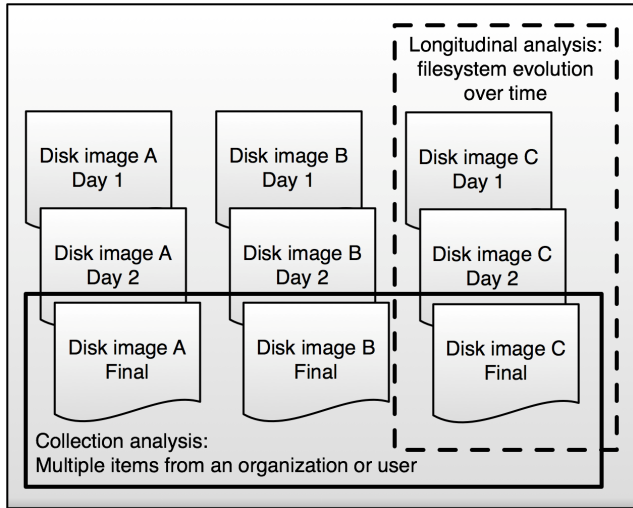 Longitudinal analysis:
filesystem evolution
over time
Disk image A
Day 1
Disk image B
Day 1
Disk image C
Day 1
Disk image A
Day 2
Disk image B
Day 2
Disk image C
Day 2
Disk image A
Final
Disk image B
Final
Disk image C
Final
Collection analysis:
Multiple items from an organization or user